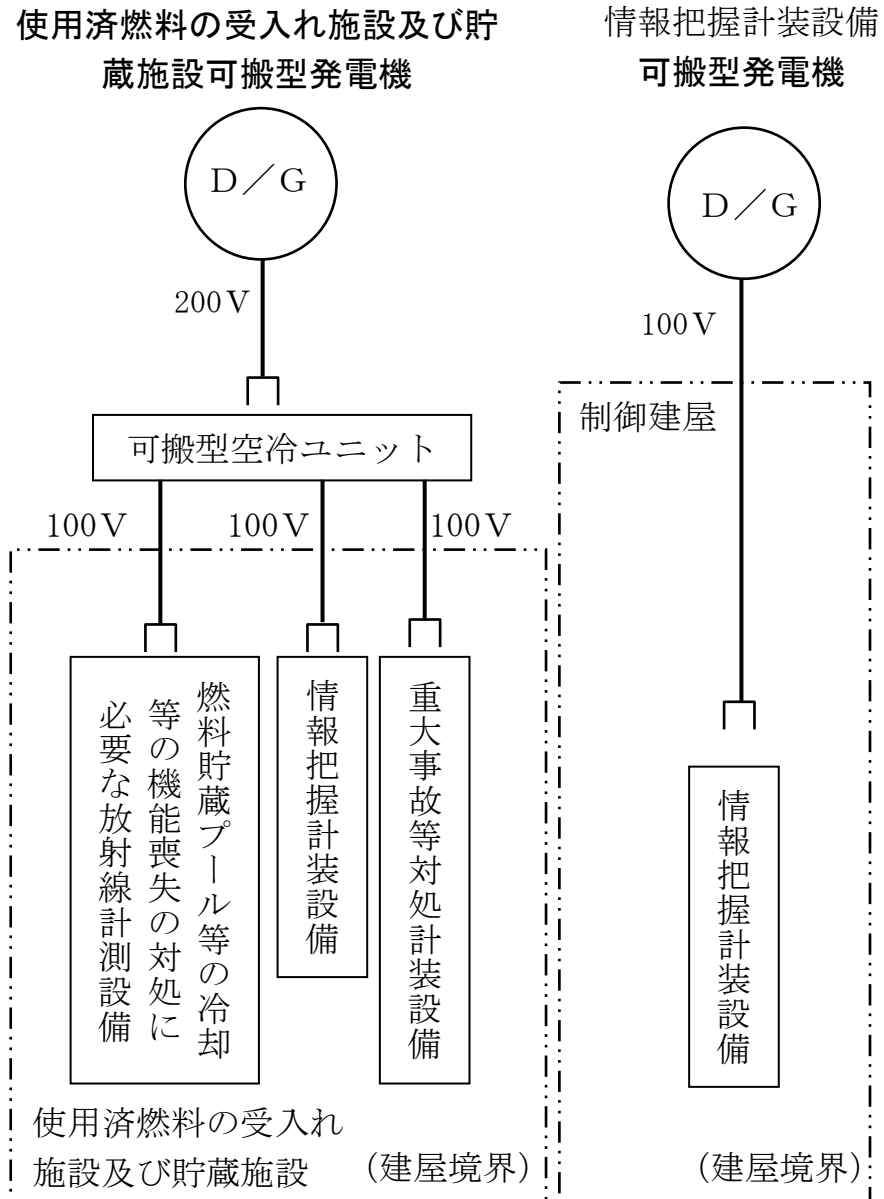 使用済燃料の受入れ施設及び貯
蔵施設可搬型発電機
D/G
200V
可搬型空冷ユニット
100V
100V
100V
燃料貯蔵プール等の冷却
等の機能喪失の対処に
必要な放射線計測設備
情報把握計装設備
重大事故等対処計装設備
使用済燃料の受入れ
施設及び貯蔵施設
(建屋境界)
情報把握計装設備
可搬型発電機
D/G
100V
制御建屋
情報把握計装設備
(建屋境界)